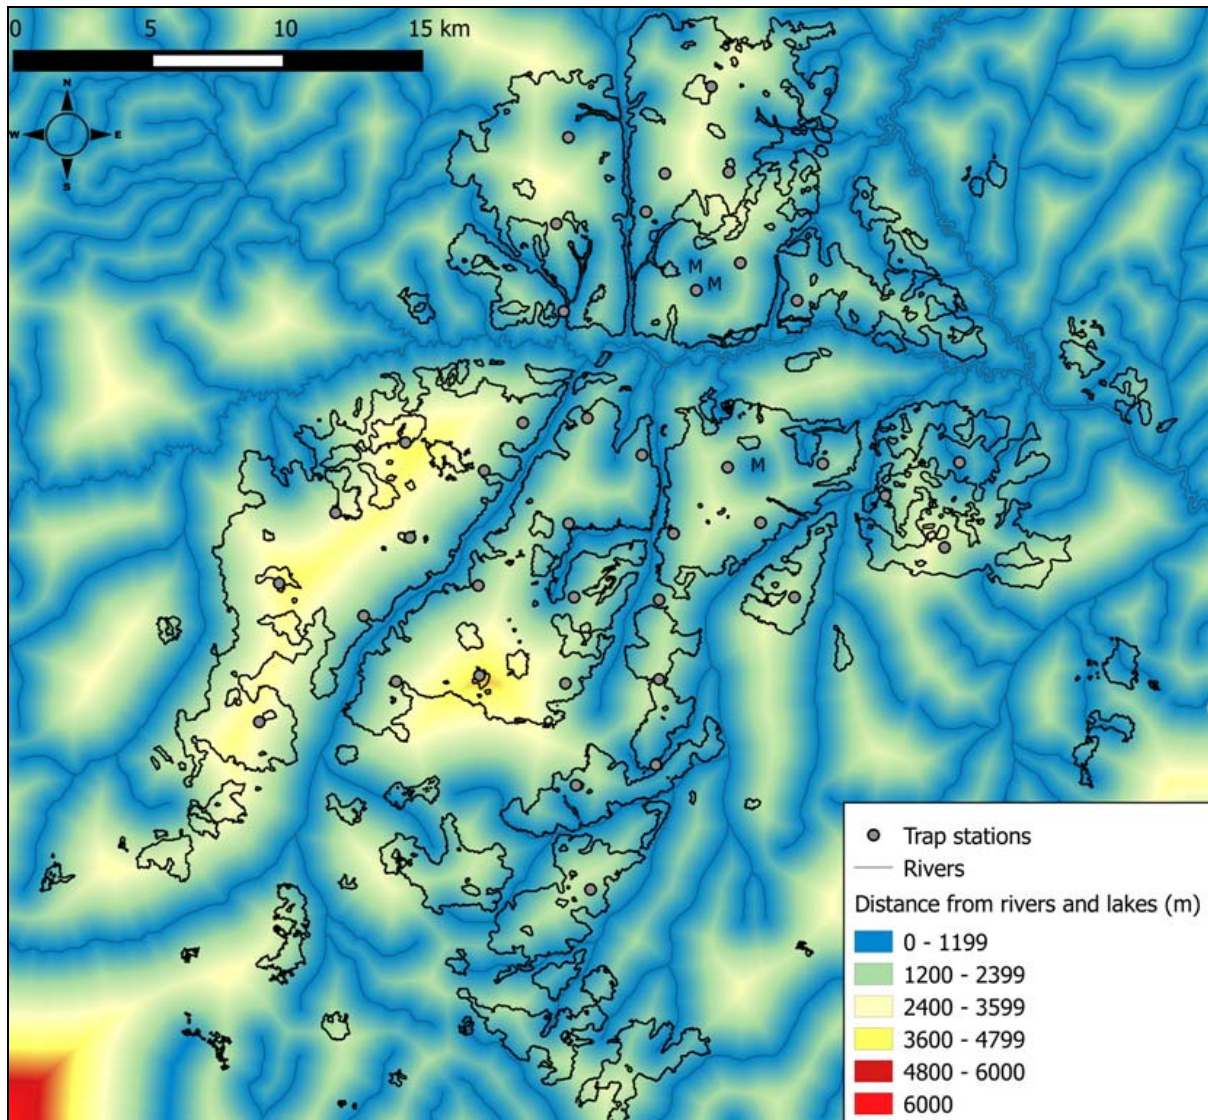 0 5 10 15 km
N
W E
S
M
M
M
Trap stations
Rivers
Distance from rivers and lakes (m)
0 - 1199
1200 - 2399
2400 - 3599
3600 - 4799
4800 - 6000
6000